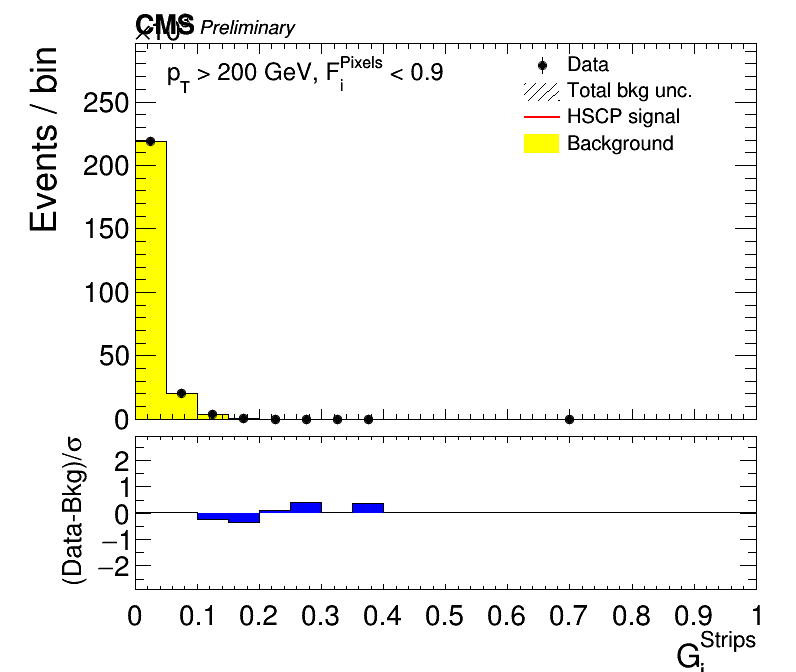 CMS Preliminary
×10³
p_T > 200 GeV, F_i^Pixels < 0.9
Data
Total bkg unc.
HSCP signal
Background
Events / bin
250
200
150
100
50
0
(Data-Bkg)/σ
2
1
0
−1
−2
0 0.1 0.2 0.3 0.4 0.5 0.6 0.7 0.8 0.9 1
G_i^Strips